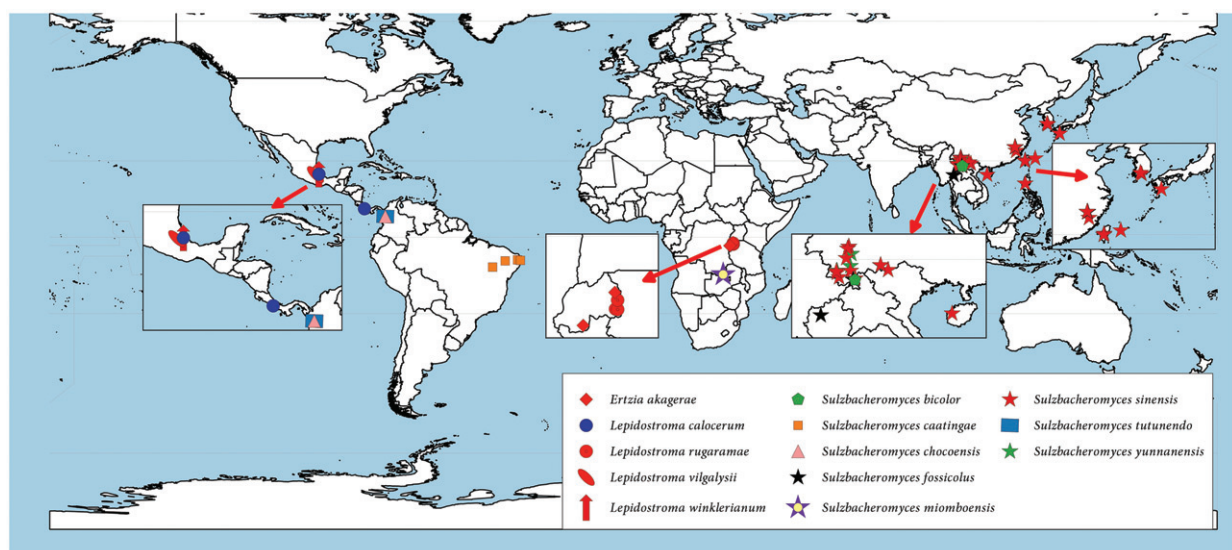 Ertzia akagerae
Lepidostroma calocerum
Lepidostroma rugaramae
Lepidostroma vilgalysii
Lepidostroma winklerianum
Sulzbacheromyces bicolor
Sulzbacheromyces caatingae
Sulzbacheromyces chocoensis
Sulzbacheromyces fossicolus
Sulzbacheromyces miomboensis
Sulzbacheromyces sinensis
Sulzbacheromyces tutunendo
Sulzbacheromyces yunnanensis